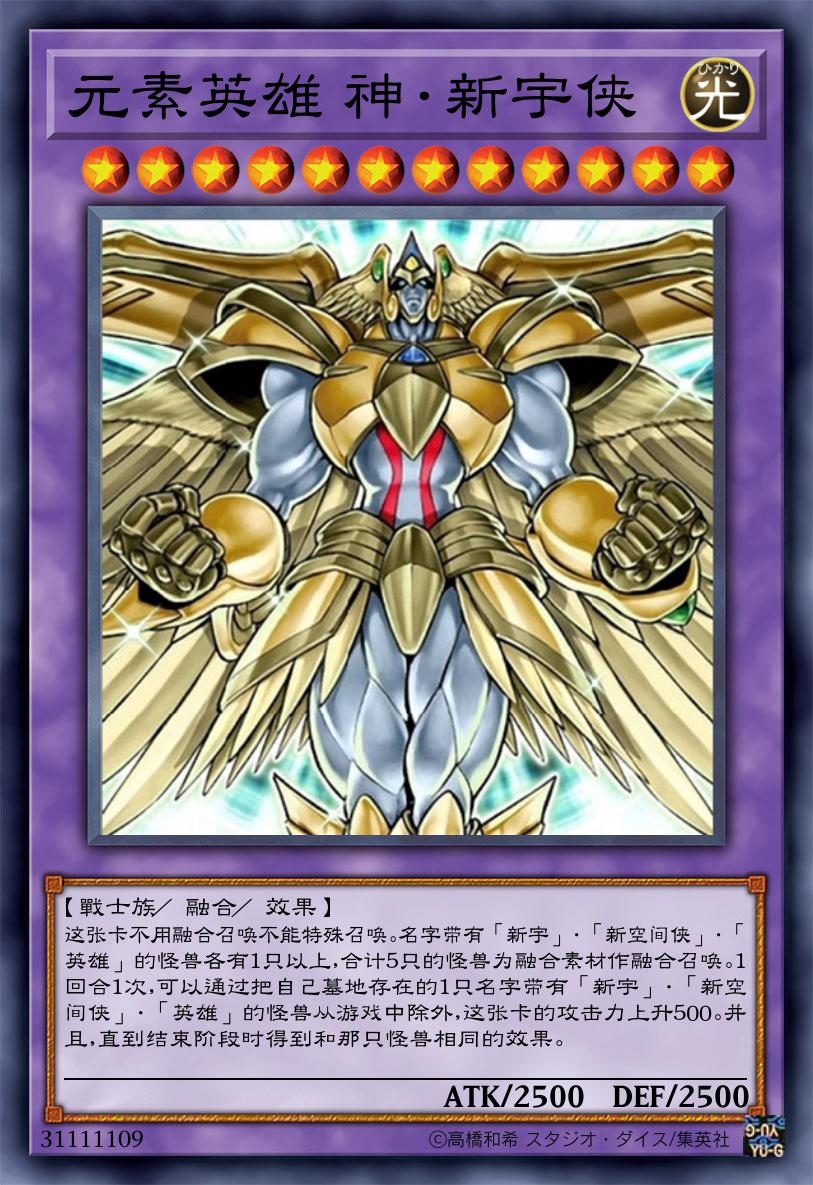 元素英雄 神·新宇侠
ひかり
光
【戰士族/ 融合/ 效果】
这张卡不用融合召唤不能特殊召唤。名字带有「新宇」·「新空间侠」·「
英雄」的怪兽各有1只以上,合计5只的怪兽为融合素材作融合召唤。1
回合1次,可以通过把自己墓地存在的1只名字带有「新宇」·「新空
间侠」·「英雄」的怪兽从游戏中除外,这张卡的攻击力上升500。并
且,直到结束阶段时得到和那只怪兽相同的效果。
ATK/2500 DEF/2500
31111109
©高橋和希 スタジオ・ダイス/集英社
YU-G
YU-G